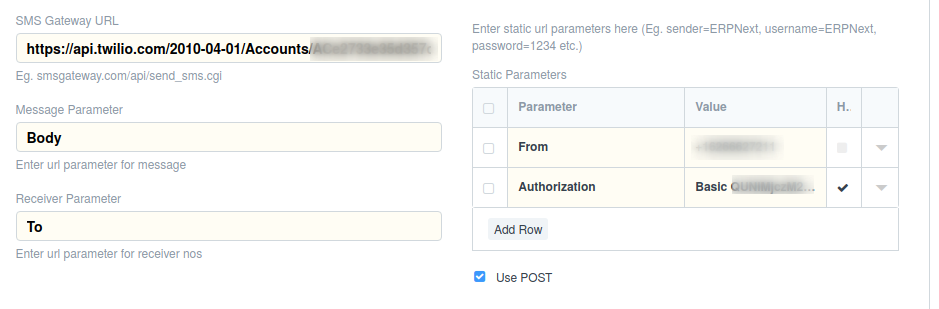 SMS Gateway URL
https://api.twilio.com/2010-04-01/Accounts/
Eg. smsgateway.com/api/send_sms.cgi
Message Parameter
Body
Enter url parameter for message
Receiver Parameter
To
Enter url parameter for receiver nos
Enter static url parameters here (Eg. sender=ERPNext, username=ERPNext,
password=1234 etc.)
Static Parameters
Parameter Value H..
From
Authorization Basic
Add Row
Use POST